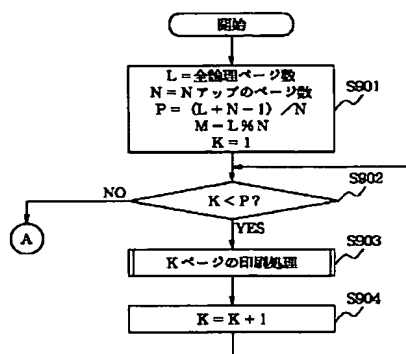 開始
L=全論理ページ数
N=Nアップのページ数
P=(L+N-1)/N
M-L%N
K=1
S901
K<P?
S902
NO
YES
A
Kページの印刷処理
S903
K=K+1
S904